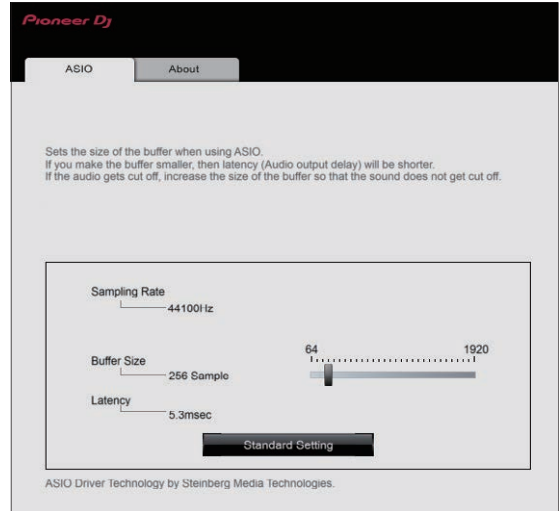 Pioneer Dj
ASIO
About
Sets the size of the buffer when using ASIO.
If you make the buffer smaller, then latency (Audio output delay) will be shorter.
If the audio gets cut off, increase the size of the buffer so that the sound does not get cut off.
Sampling Rate
44100Hz
64 1920
Buffer Size
256 Sample
Latency
5.3msec
Standard Setting
ASIO Driver Technology by Steinberg Media Technologies.